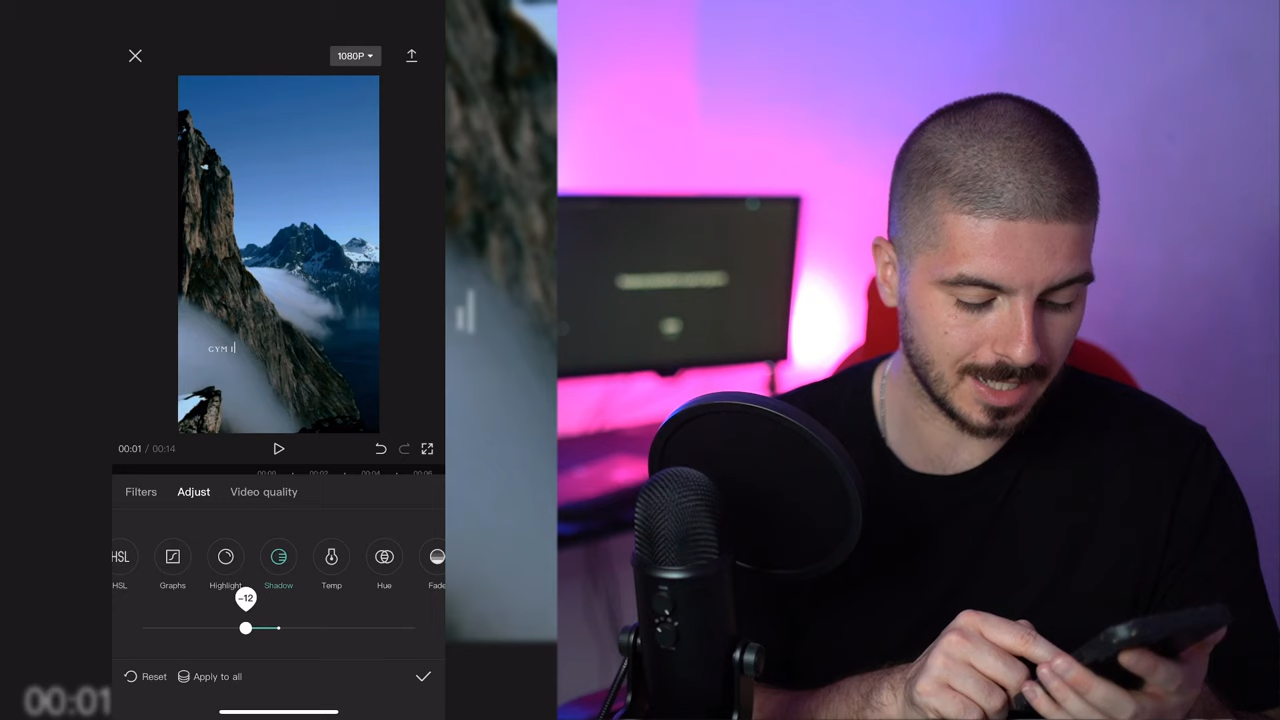 1080P
GYM I
00:01 / 00:14
Filters Adjust Video quality
HSL
HSL Graphs Highlight Shadow Temp Hue Fade
-12
Reset Apply to all
00:01